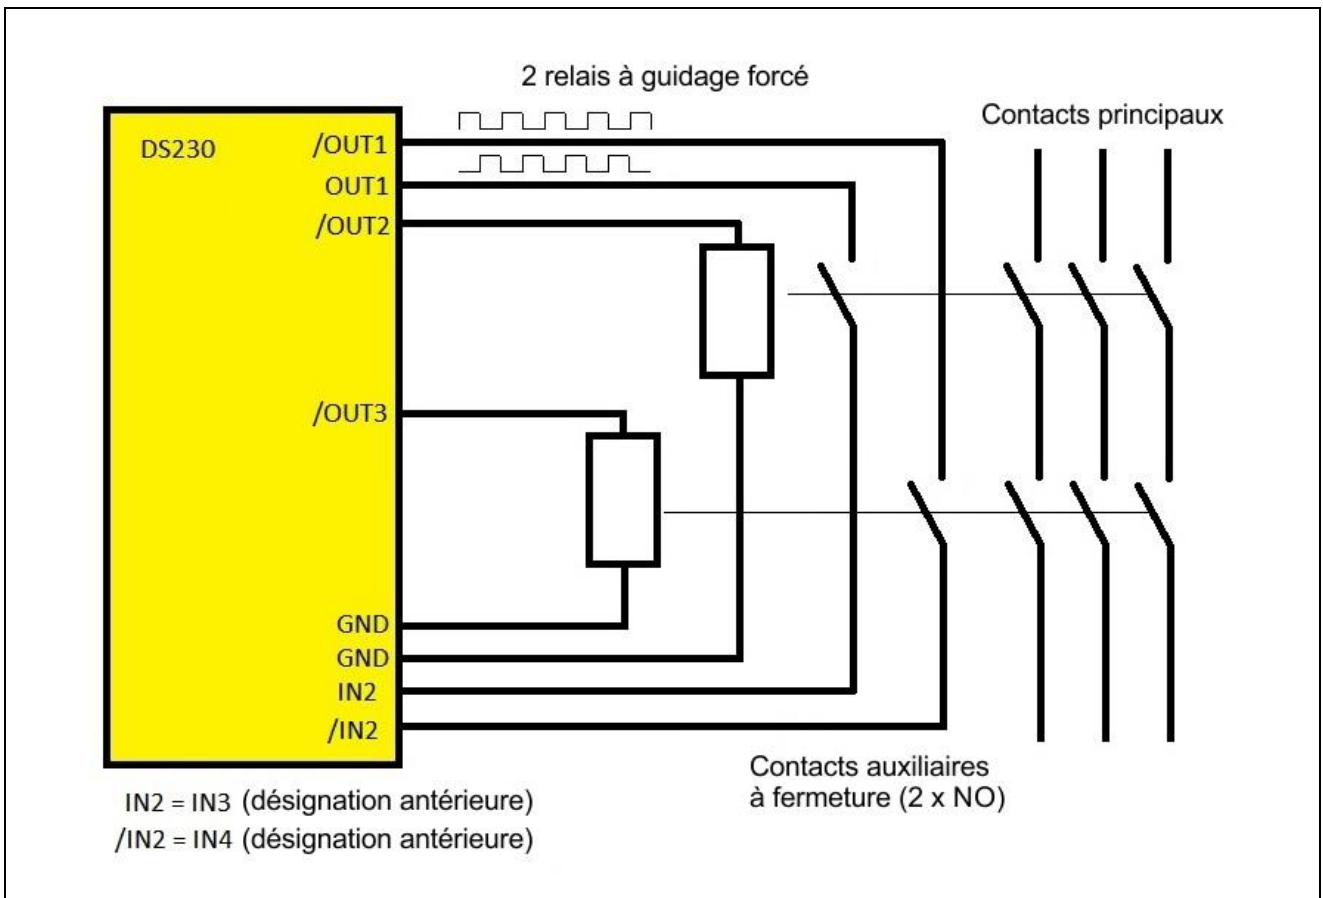 2 relais à guidage forcé
Contacts principaux
DS230
/OUT1
OUT1
/OUT2
/OUT3
GND
GND
IN2
/IN2
Contacts auxiliaires
à fermeture (2 x NO)
IN2 = IN3 (désignation antérieure)
/IN2 = IN4 (désignation antérieure)